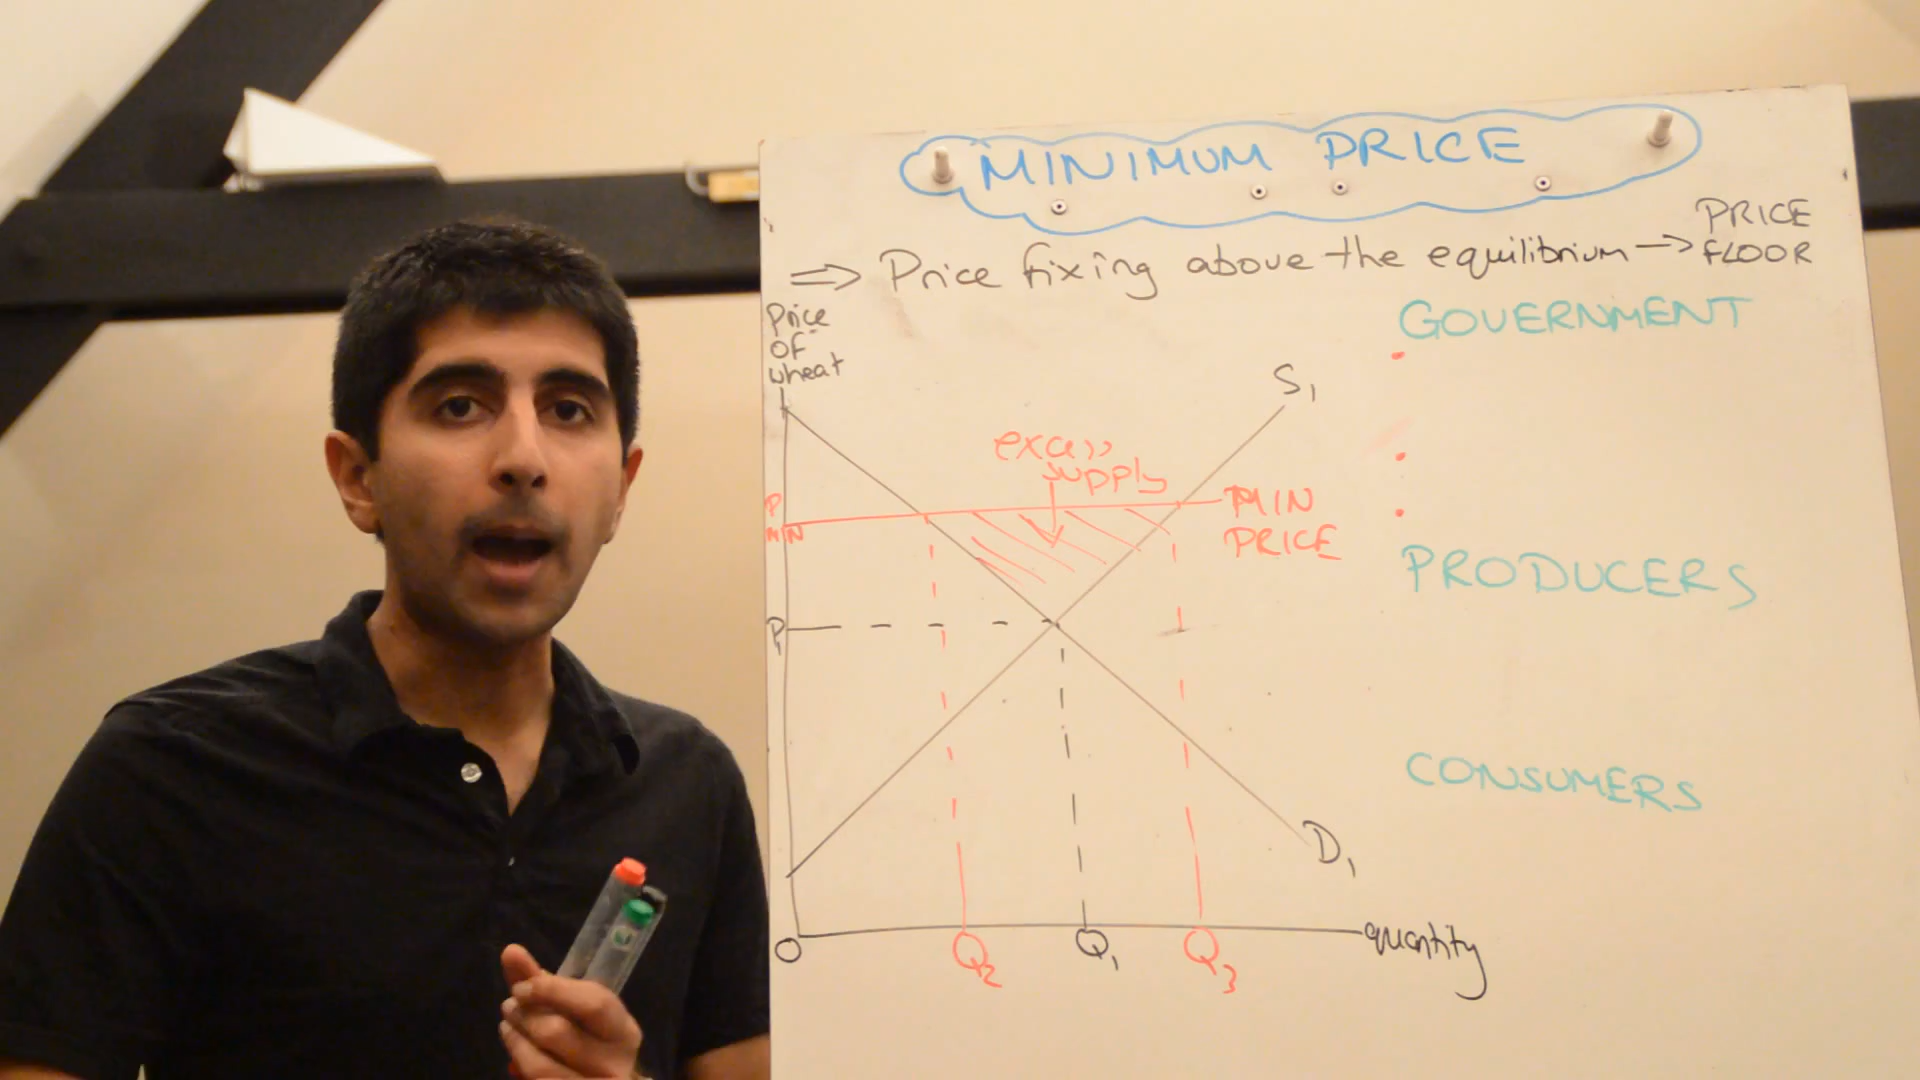 MINIMUM PRICE
⇒ Price fixing above the equilibrium → PRICE
FLOOR
GOVERNMENT
Price
OF
wheat
S1
excess
supply
P
MIN
MIN
PRICE
PRODUCERS
P1
CONSUMERS
D1
O
Q2
Q1
Q3
quantity